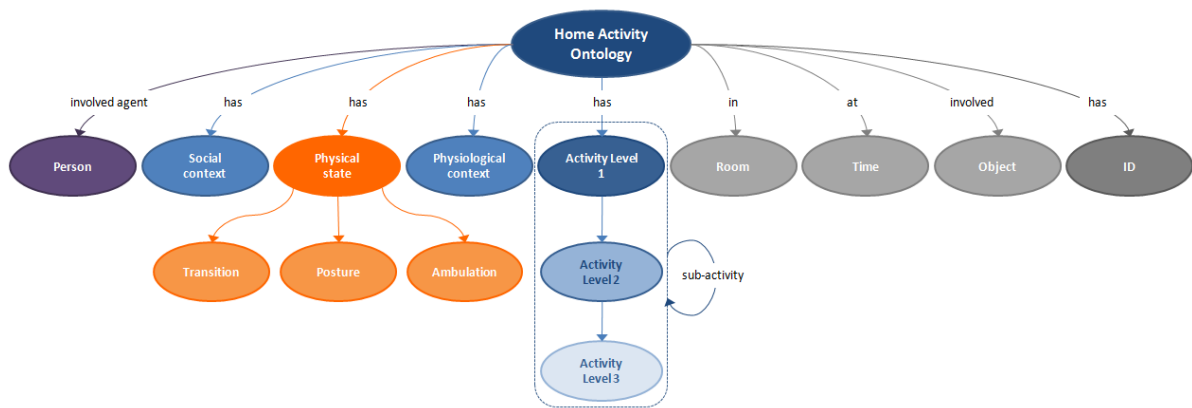 Home Activity
Ontology
involved agent
has
has
has
has
in
at
involved
has
Person
Social
context
Physical
state
Physiological
context
Activity Level
1
Room
Time
Object
ID
Transition
Posture
Ambulation
Activity
Level 2
sub-activity
Activity
Level 3